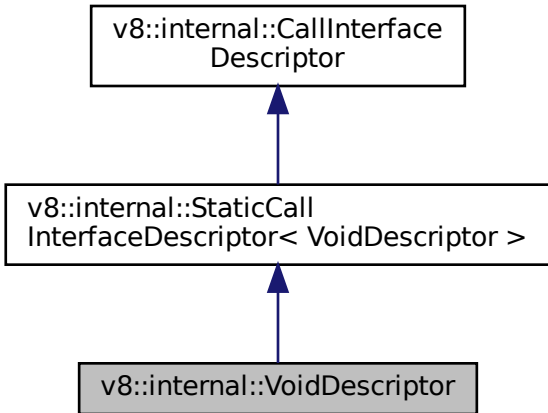 v8::internal::CallInterface
Descriptor
v8::internal::StaticCall
InterfaceDescriptor< VoidDescriptor >
v8::internal::VoidDescriptor